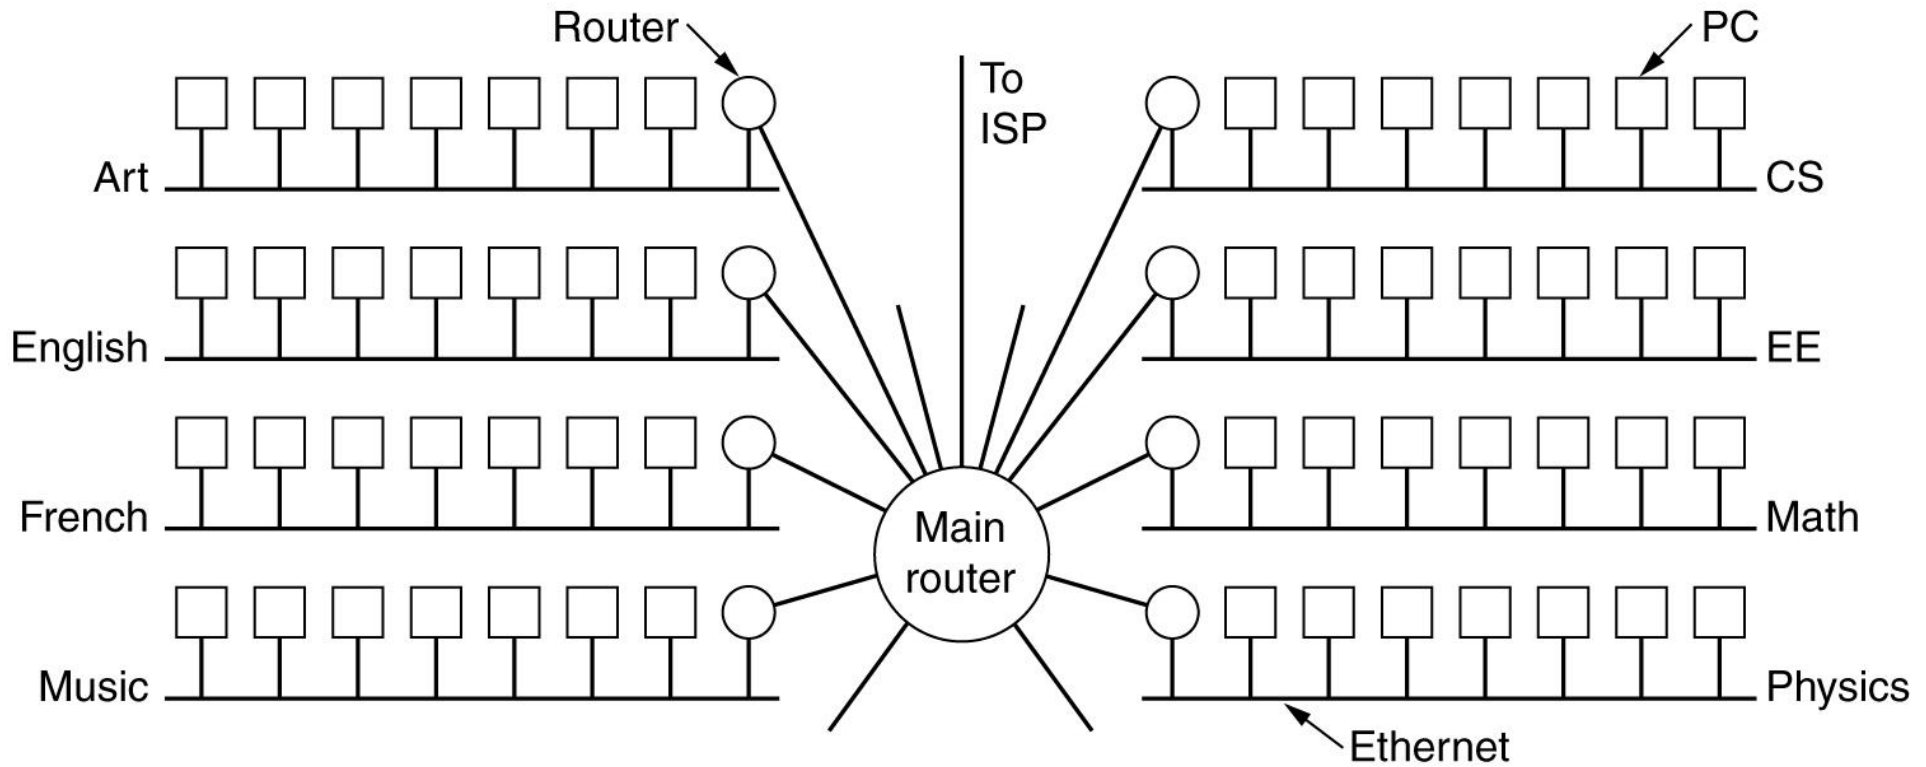 Router
PC
To
ISP
Art
CS
English
EE
Main
router
French
Math
Music
Physics
Ethernet